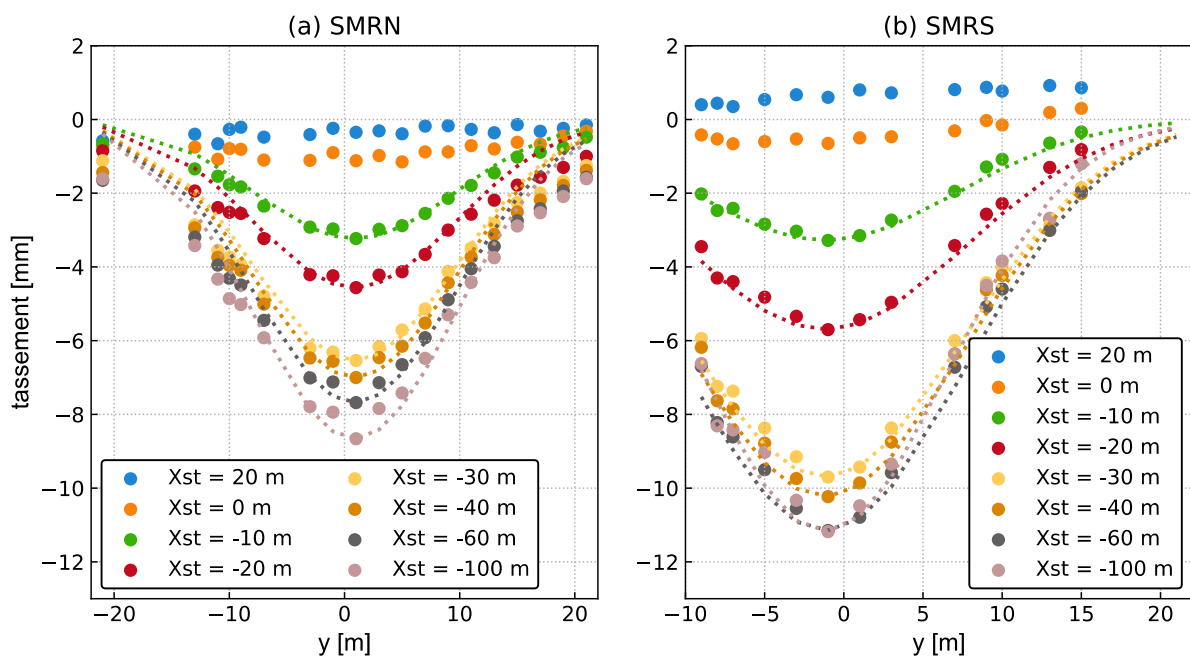 (a) SMRN
(b) SMRS
tassement [mm]
2
0
−2
−4
−6
−8
−10
−12
−20
−10
0
10
20
y [m]
Xst = 20 m
Xst = 0 m
Xst = -10 m
Xst = -20 m
Xst = -30 m
Xst = -40 m
Xst = -60 m
Xst = -100 m
2
0
−2
−4
−6
−8
−10
−12
−10
−5
0
5
10
15
20
y [m]
Xst = 20 m
Xst = 0 m
Xst = -10 m
Xst = -20 m
Xst = -30 m
Xst = -40 m
Xst = -60 m
Xst = -100 m